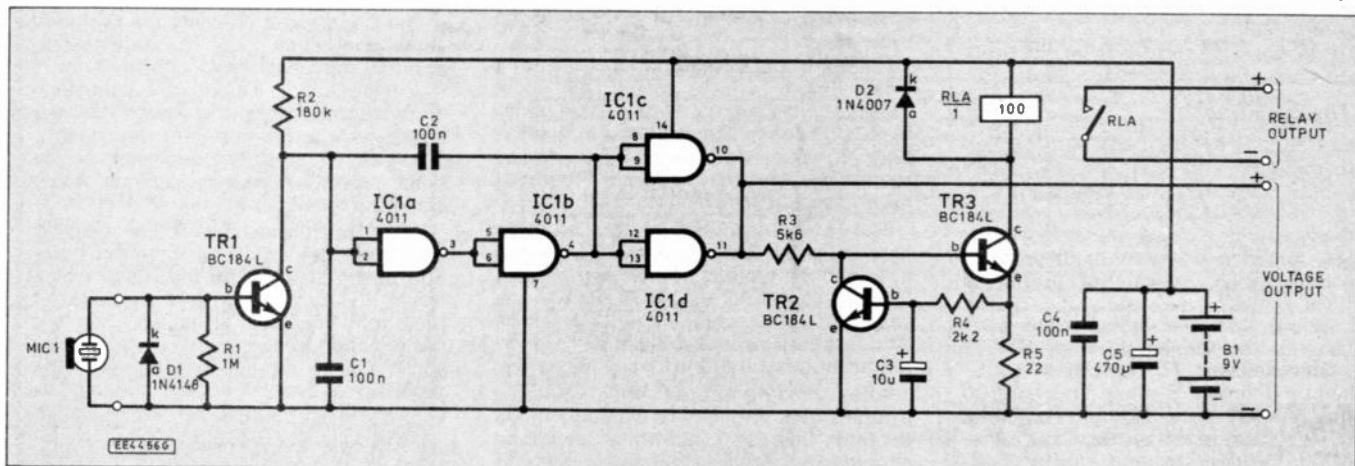 R2
180k
C2
100n
IC1c
4011
8
9
10
14
D2
1N4007
k
a
RLA
1
100
RLA
+
RELAY
OUTPUT
−
+
IC1a
4011
1
2
3
IC1b
4011
5
6
4
7
12
13
11
IC1d
4011
R3
5k6
TR3
BC184L
b
c
e
TR1
BC184L
b
c
e
MIC1
k
a D1
1N4148
R1
1M
C1
100n
TR2
BC184L
c
b
e
R4
2k2
C3
10u
+
R5
22
C4
100n
C5
470µ
+
B1
9V
+
−
VOLTAGE
OUTPUT
−
EE4456G